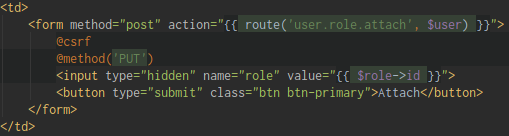 <td>
<form method="post" action="{{ route('user.role.attach', $user) }}">
@csrf
@method('PUT')
<input type="hidden" name="role" value="{{ $role->id }}">
<button type="submit" class="btn btn-primary">Attach</button>
</form>
</td>